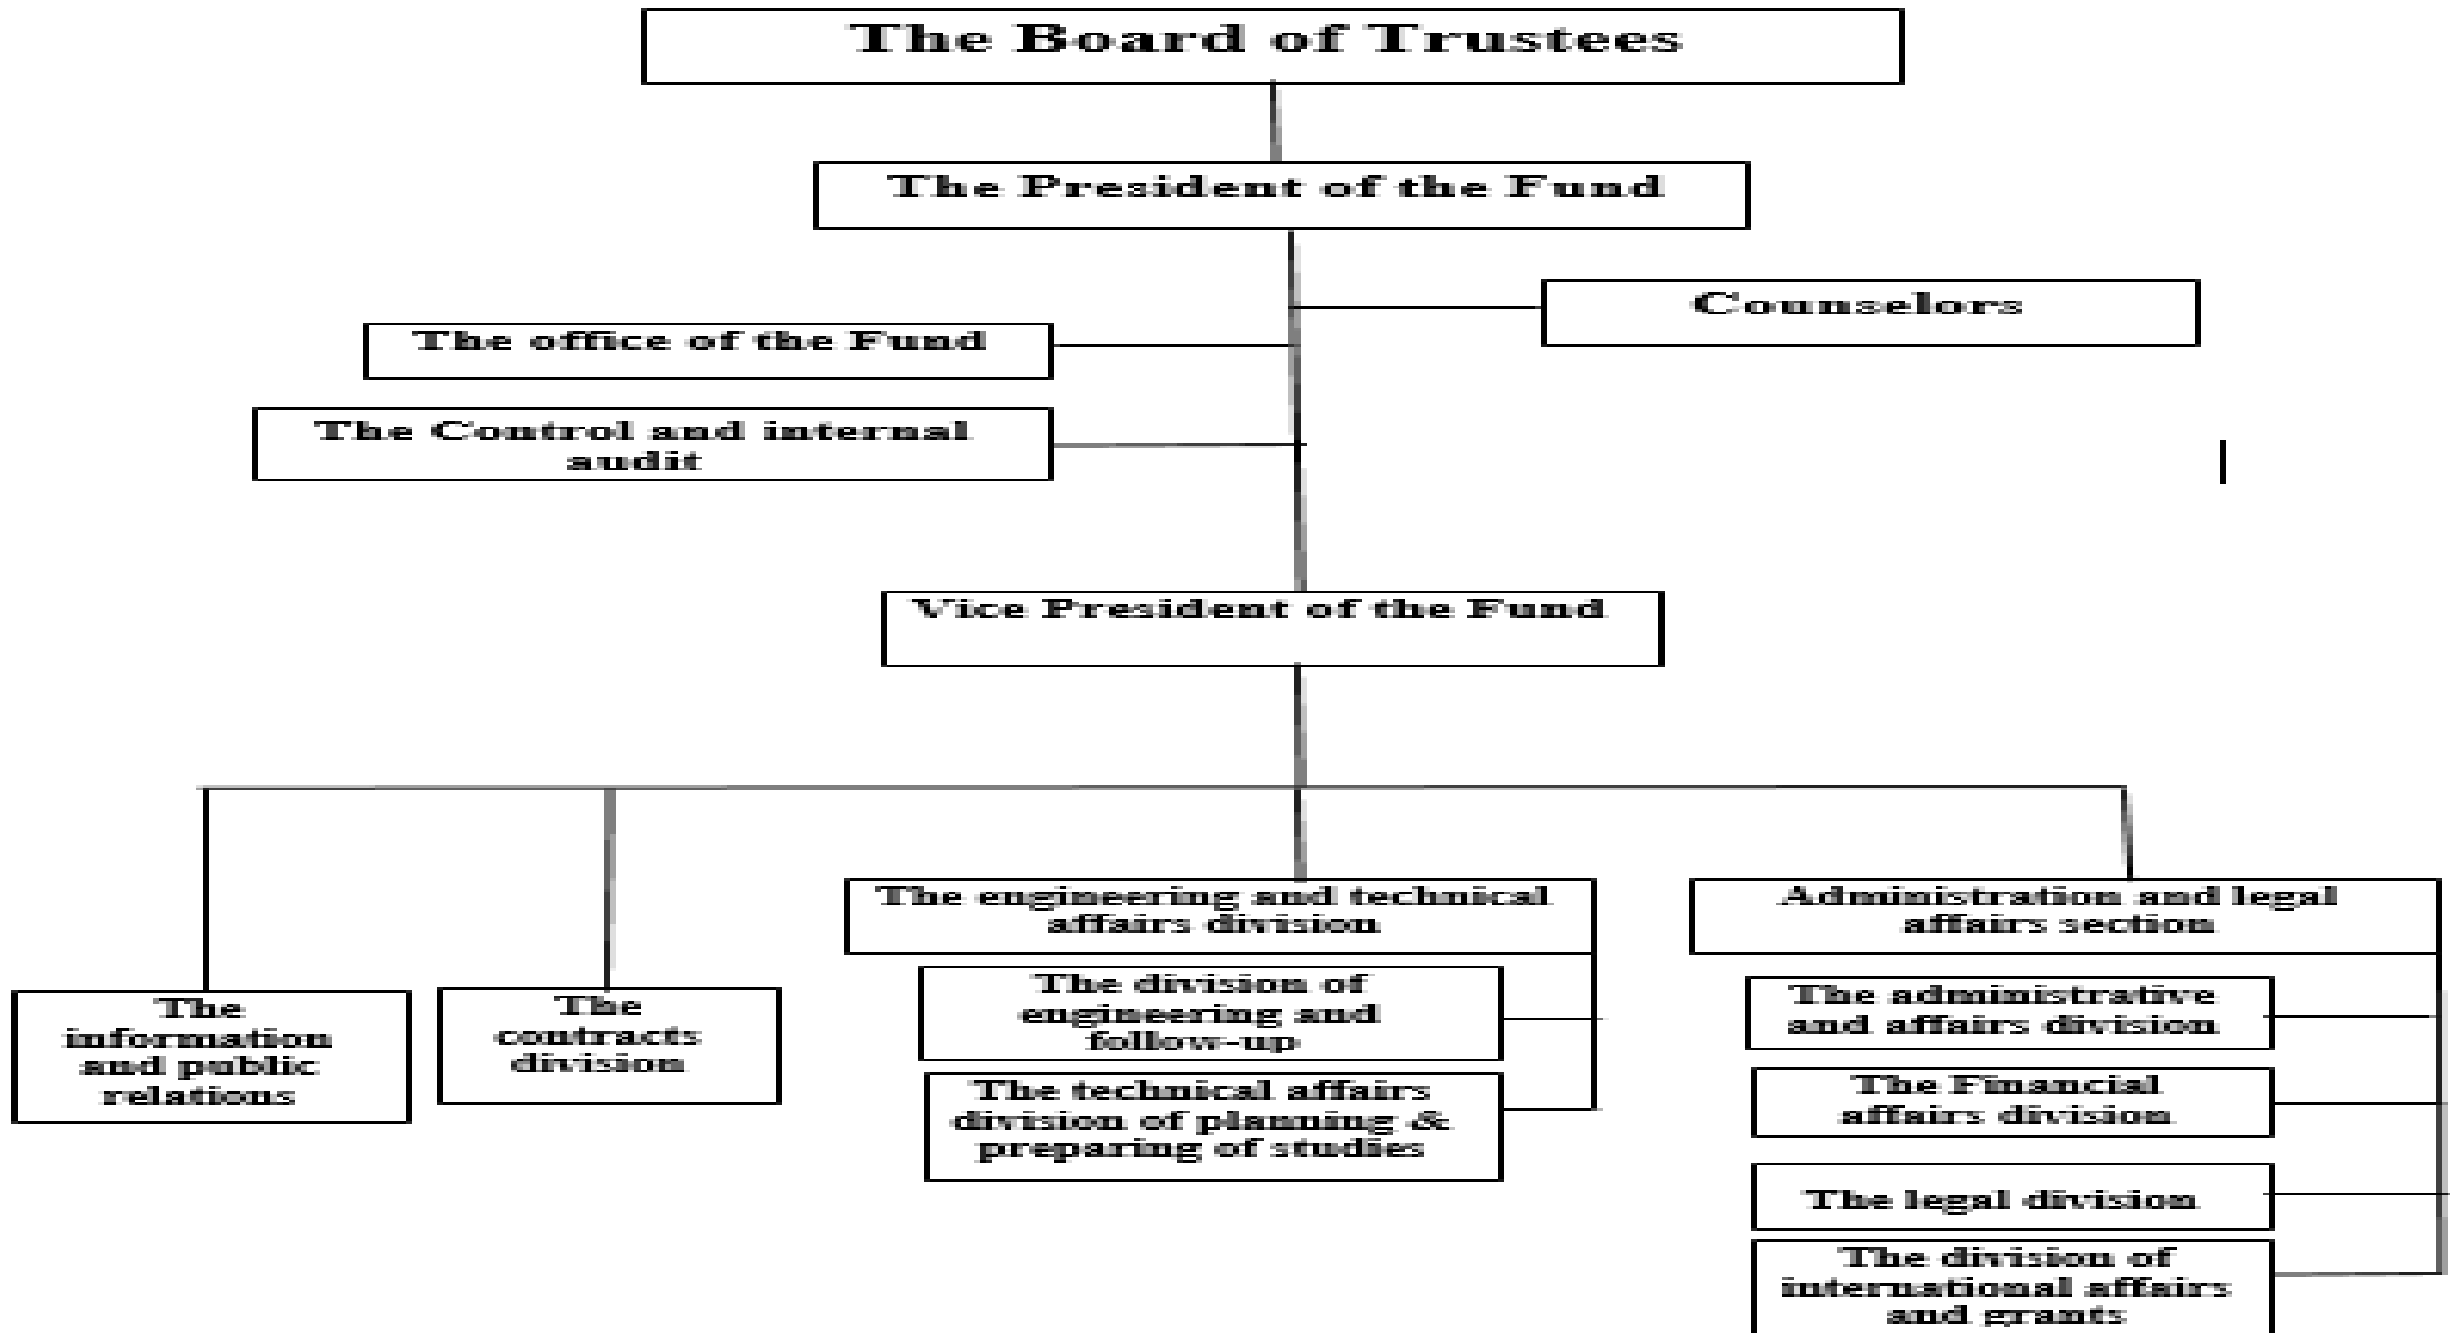 The Board of Trustees
The President of the Fund
Counselors
The office of the Fund
The Control and internal
audit
Vice President of the Fund
The
information
and public
relations
The
contracts
division
The engineering and technical
affairs division
The division of
engineering and
follow-up
The technical affairs
division of planning &
preparing of studies
Administration and legal
affairs section
The administrative
and affairs division
The Financial
affairs division
The legal division
The division of
international affairs
and grants